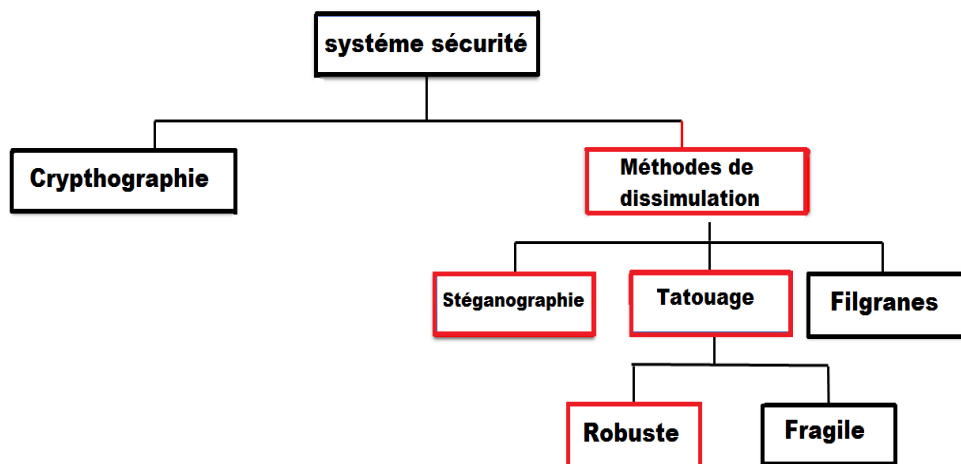 systéme sécurité
Crypthographie
Méthodes de
dissimulation
Stéganographie
Tatouage
Filgranes
Robuste
Fragile